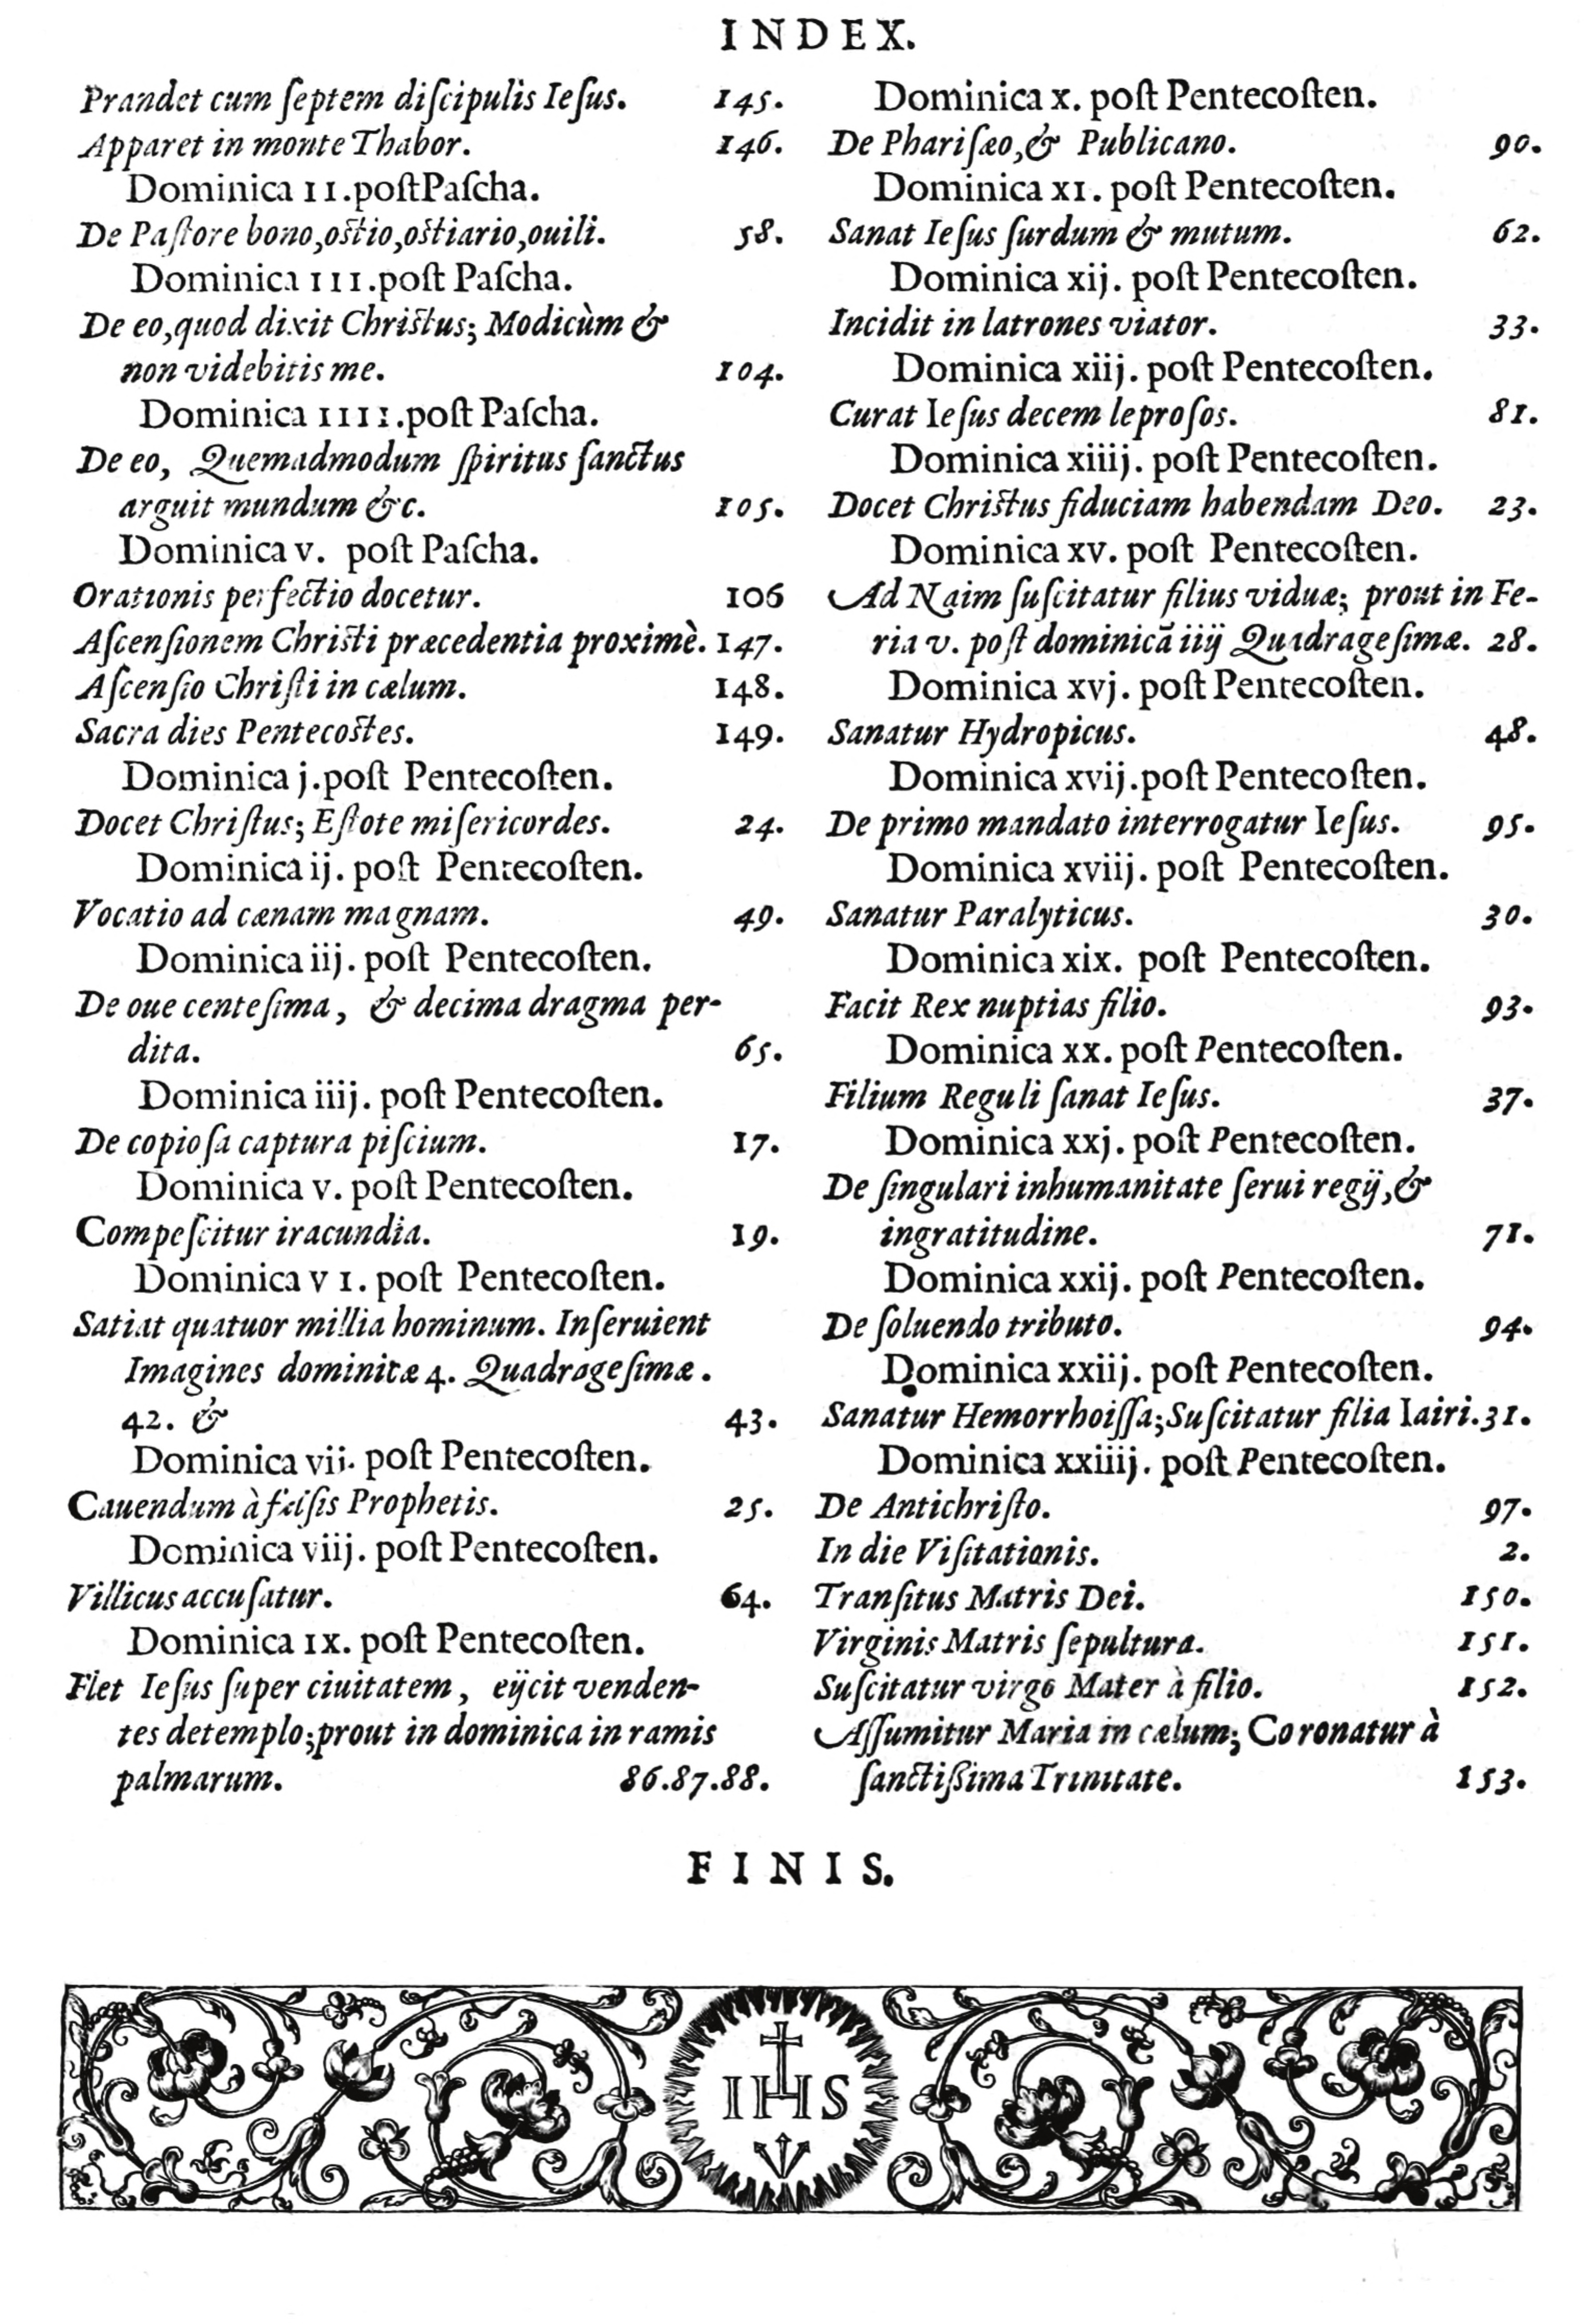 INDEX.
Prandet cum ſeptem diſcipulis Ieſus. 145.
Apparet in monte Thabor. 146.
Dominica II. poſt Paſcha.
De Paſtore bono, oſtio, oſtiario, ouili. 58.
Dominica III. poſt Paſcha.
De eo, quod dixit Chriſtus; Modicùm &
non videbitis me. 104.
Dominica IIII. poſt Paſcha.
De eo, Quemadmodum ſpiritus ſanctus
arguit mundum &c. 105.
Dominica v. poſt Paſcha.
Orationis perfectio docetur. 106
Aſcenſionem Chriſti præcedentia proximè. 147.
Aſcenſio Chriſti in cælum. 148.
Sacra dies Pentecoſtes. 149.
Dominica j. poſt Pentecoſten.
Docet Chriſtus; Eſtote miſericordes. 24.
Dominica ij. poſt Pentecoſten.
Vocatio ad cænam magnam. 49.
Dominica iij. poſt Pentecoſten.
De oue centeſima, & decima dragma per-
dita. 65.
Dominica iiij. poſt Pentecoſten.
De copioſa captura piſcium. 17.
Dominica v. poſt Pentecoſten.
Compeſcitur iracundia. 19.
Dominica VI. poſt Pentecoſten.
Satiat quatuor millia hominum. Inſeruient
Imagines dominicæ 4. Quadrageſimæ.
42. & 43.
Dominica vii. poſt Pentecoſten.
Cauendum à falſis Prophetis. 25.
Dominica viij. poſt Pentecoſten.
Villicus accuſatur. 64.
Dominica IX. poſt Pentecoſten.
Flet Ieſus ſuper ciuitatem, eijcit venden-
tes de templo; prout in dominica in ramis
palmarum. 86.87.88.
Dominica x. poſt Pentecoſten.
De Phariſæo, & Publicano. 90.
Dominica XI. poſt Pentecoſten.
Sanat Ieſus ſurdum & mutum. 62.
Dominica xij. poſt Pentecoſten.
Incidit in latrones viator. 33.
Dominica xiij. poſt Pentecoſten.
Curat Ieſus decem leproſos. 81.
Dominica xiiij. poſt Pentecoſten.
Docet Chriſtus fiduciam habendam Deo. 23.
Dominica xv. poſt Pentecoſten.
Ad Naim ſuſcitatur filius viduæ; prout in Fe-
ria v. poſt dominicā iiij Quadrageſimæ. 28.
Dominica xvj. poſt Pentecoſten.
Sanatur Hydropicus. 48.
Dominica xvij. poſt Pentecoſten.
De primo mandato interrogatur Ieſus. 95.
Dominica xviij. poſt Pentecoſten.
Sanatur Paralyticus. 30.
Dominica xix. poſt Pentecoſten.
Facit Rex nuptias filio. 93.
Dominica xx. poſt Pentecoſten.
Filium Reguli ſanat Ieſus. 37.
Dominica xxj. poſt Pentecoſten.
De ſingulari inhumanitate ſerui regij, &
ingratitudine. 71.
Dominica xxij. poſt Pentecoſten.
De ſoluendo tributo. 94.
Dominica xxiij. poſt Pentecoſten.
Sanatur Hemorrhoiſſa; Suſcitatur filia Iairi. 31.
Dominica xxiiij. poſt Pentecoſten.
De Antichriſto. 97.
In die Viſitationis. 2.
Tranſitus Matris Dei. 150.
Virginis Matris ſepultura. 151.
Suſcitatur virgo Mater à filio. 152.
Aſſumitur Maria in cælum; Coronatur à
ſanctißima Trinitate. 153.
FINIS.
IHS